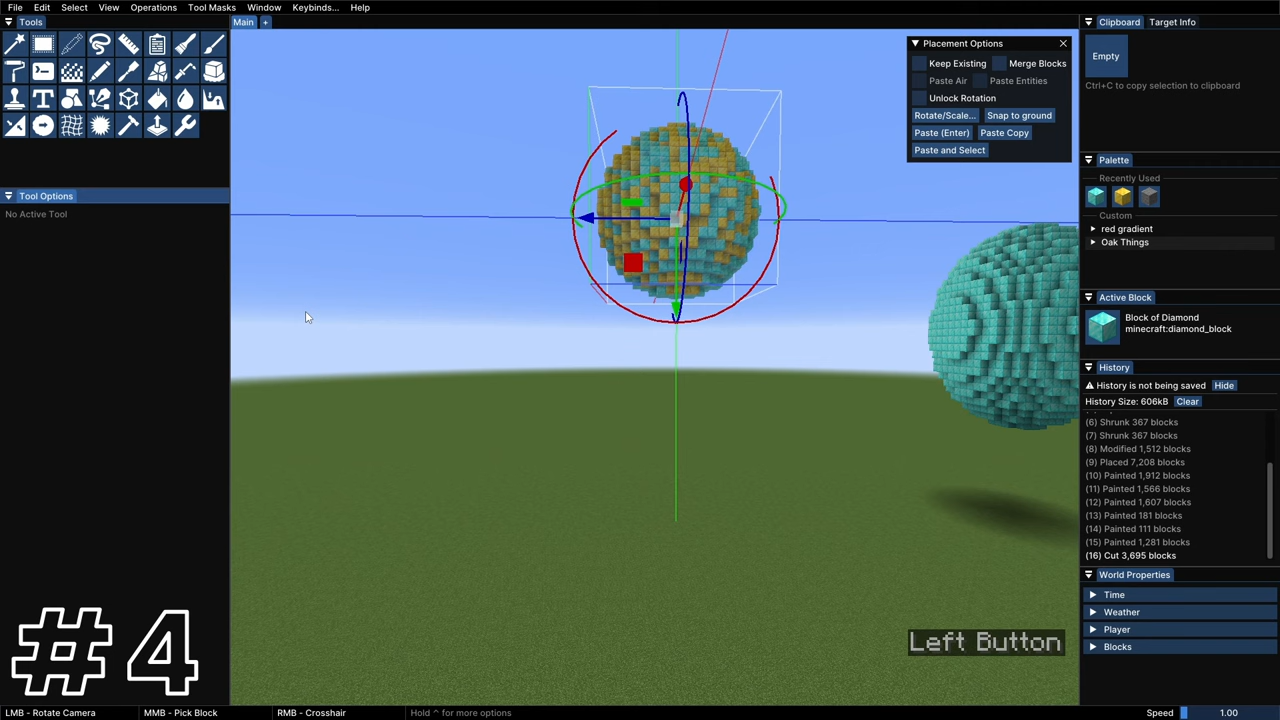 File Edit Select View Operations Tool Masks Window Keybinds... Help
Tools
Main +
Tool Options
No Active Tool
Placement Options
Keep Existing Merge Blocks
Paste Air Paste Entities
Unlock Rotation
Rotate/Scale... Snap to ground
Paste (Enter) Paste Copy
Paste and Select
Clipboard Target Info
Empty
Ctrl+C to copy selection to clipboard
Palette
Recently Used
Custom
red gradient
Oak Things
Active Block
Block of Diamond
minecraft:diamond_block
History
History is not being saved Hide
History Size: 606kB Clear
(6) Shrunk 367 blocks
(7) Shrunk 367 blocks
(8) Modified 1,512 blocks
(9) Placed 7,208 blocks
(10) Painted 1,912 blocks
(11) Painted 1,566 blocks
(12) Painted 1,607 blocks
(13) Painted 181 blocks
(14) Painted 111 blocks
(15) Painted 1,281 blocks
(16) Cut 3,695 blocks
World Properties
Time
Weather
Player
Blocks
#4
Left Button
LMB - Rotate Camera MMB - Pick Block RMB - Crosshair Hold ^ for more options Speed 1.00